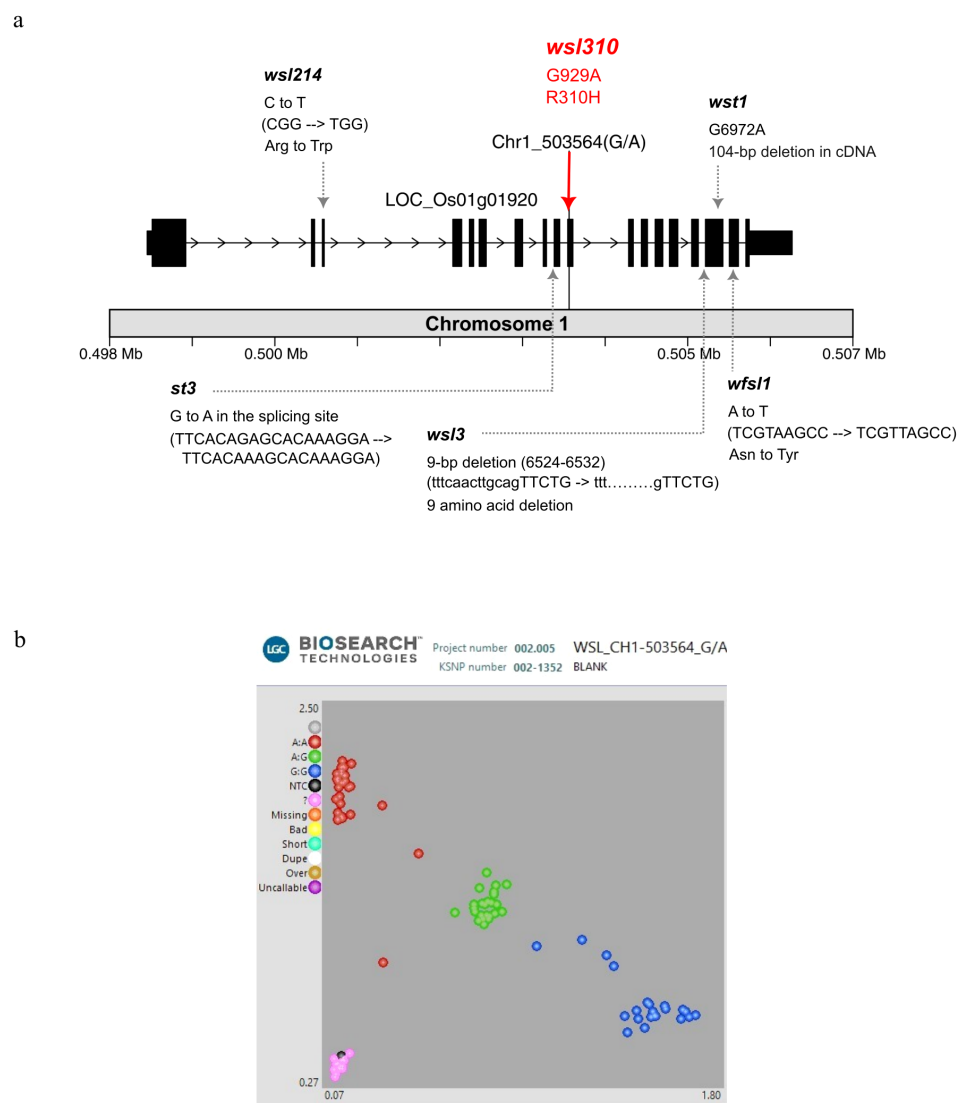 a
wsl310
G929A
R310H
wsl214
C to T
(CGG --> TGG)
Arg to Trp
wst1
G6972A
104-bp deletion in cDNA
Chr1_503564(G/A)
LOC_Os01g01920
Chromosome 1
0.498 Mb
0.500 Mb
0.505 Mb
0.507 Mb
st3
G to A in the splicing site
(TTCACAGAGCACAAAGGA -->
TTCACAAAGCACAAAGGA)
wsl3
9-bp deletion (6524-6532)
(tttcaacttgcagTTCTG -> ttt.........gTTCTG)
9 amino acid deletion
wfsl1
A to T
(TCGTAAGCC --> TCGTTAGCC)
Asn to Tyr
b
LGC BIOSEARCH™
TECHNOLOGIES
Project number 002.005 WSL_CH1-503564_G/A
KSNP number 002-1352 BLANK
2.50
A:A
A:G
G:G
NTC
?
Missing
Bad
Short
Dupe
Over
Uncallable
0.27
0.07
1.80